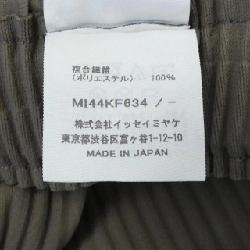 複合繊維
(ポリエステル) 100%
MI44KF634 / -
株式会社イッセイミヤケ
東京都渋谷区富ヶ谷1-12-10
MADE IN JAPAN